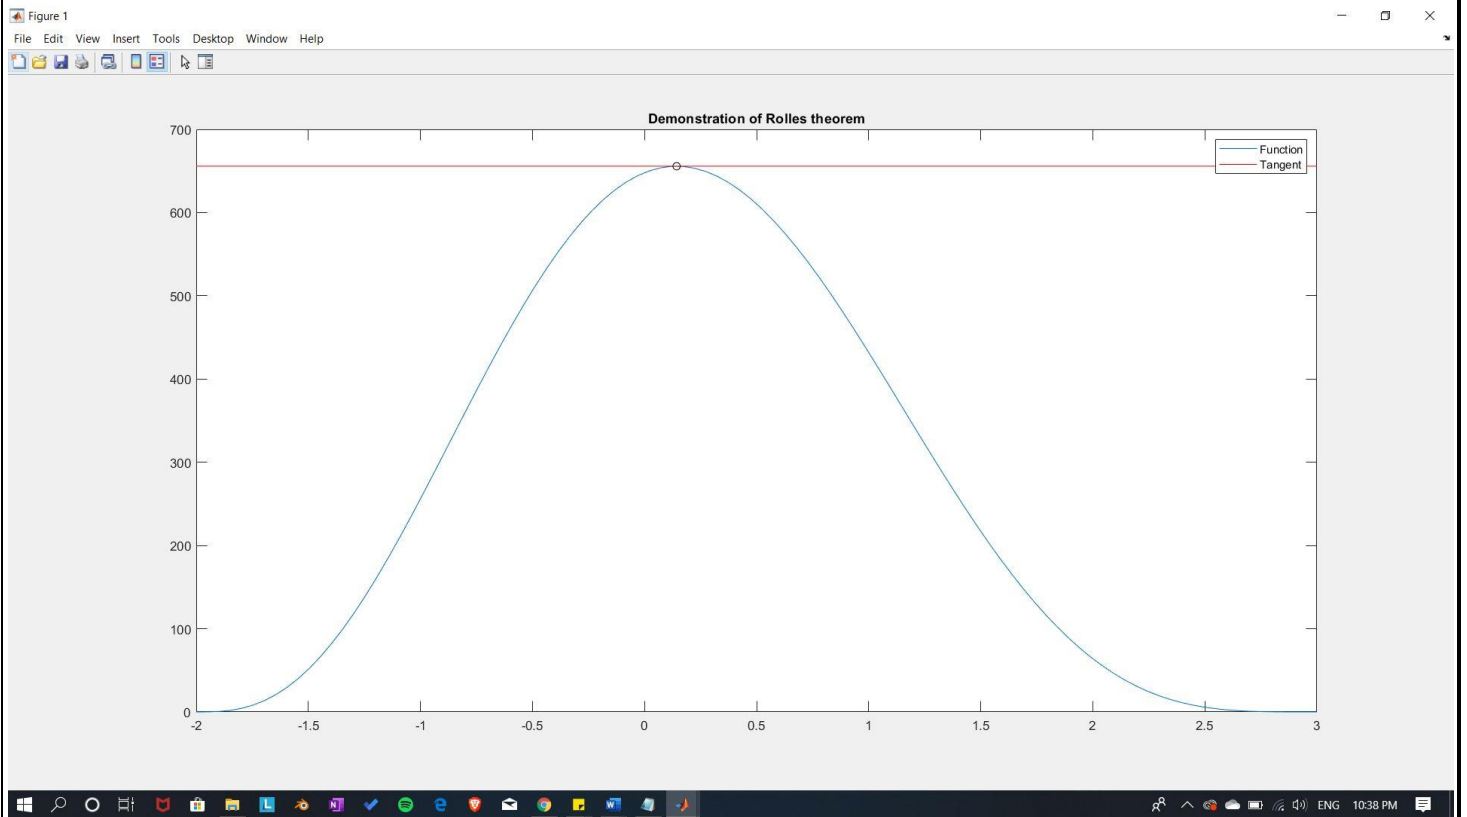 Figure 1
File Edit View Insert Tools Desktop Window Help
Demonstration of Rolles theorem
700
600
500
400
300
200
100
0
-2 -1.5 -1 -0.5 0 0.5 1 1.5 2 2.5 3
Function
Tangent
L N W
ENG 10:38 PM